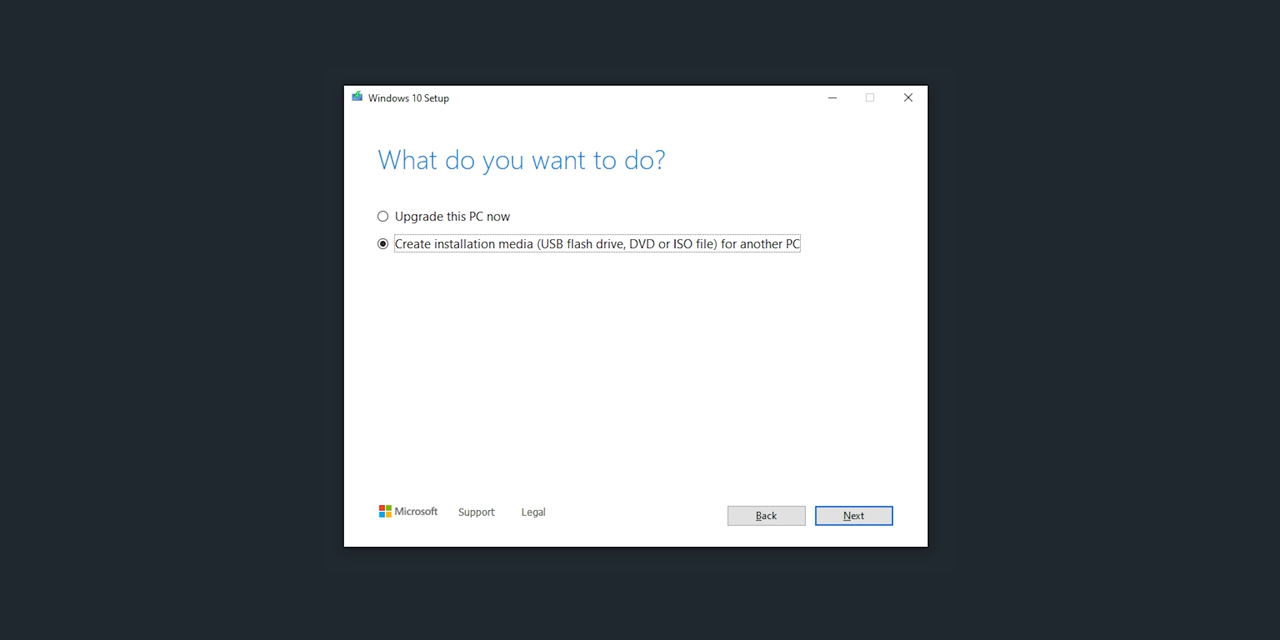 Windows 10 Setup
What do you want to do?
Upgrade this PC now
Create installation media (USB flash drive, DVD or ISO file) for another PC
Microsoft Support Legal Back Next